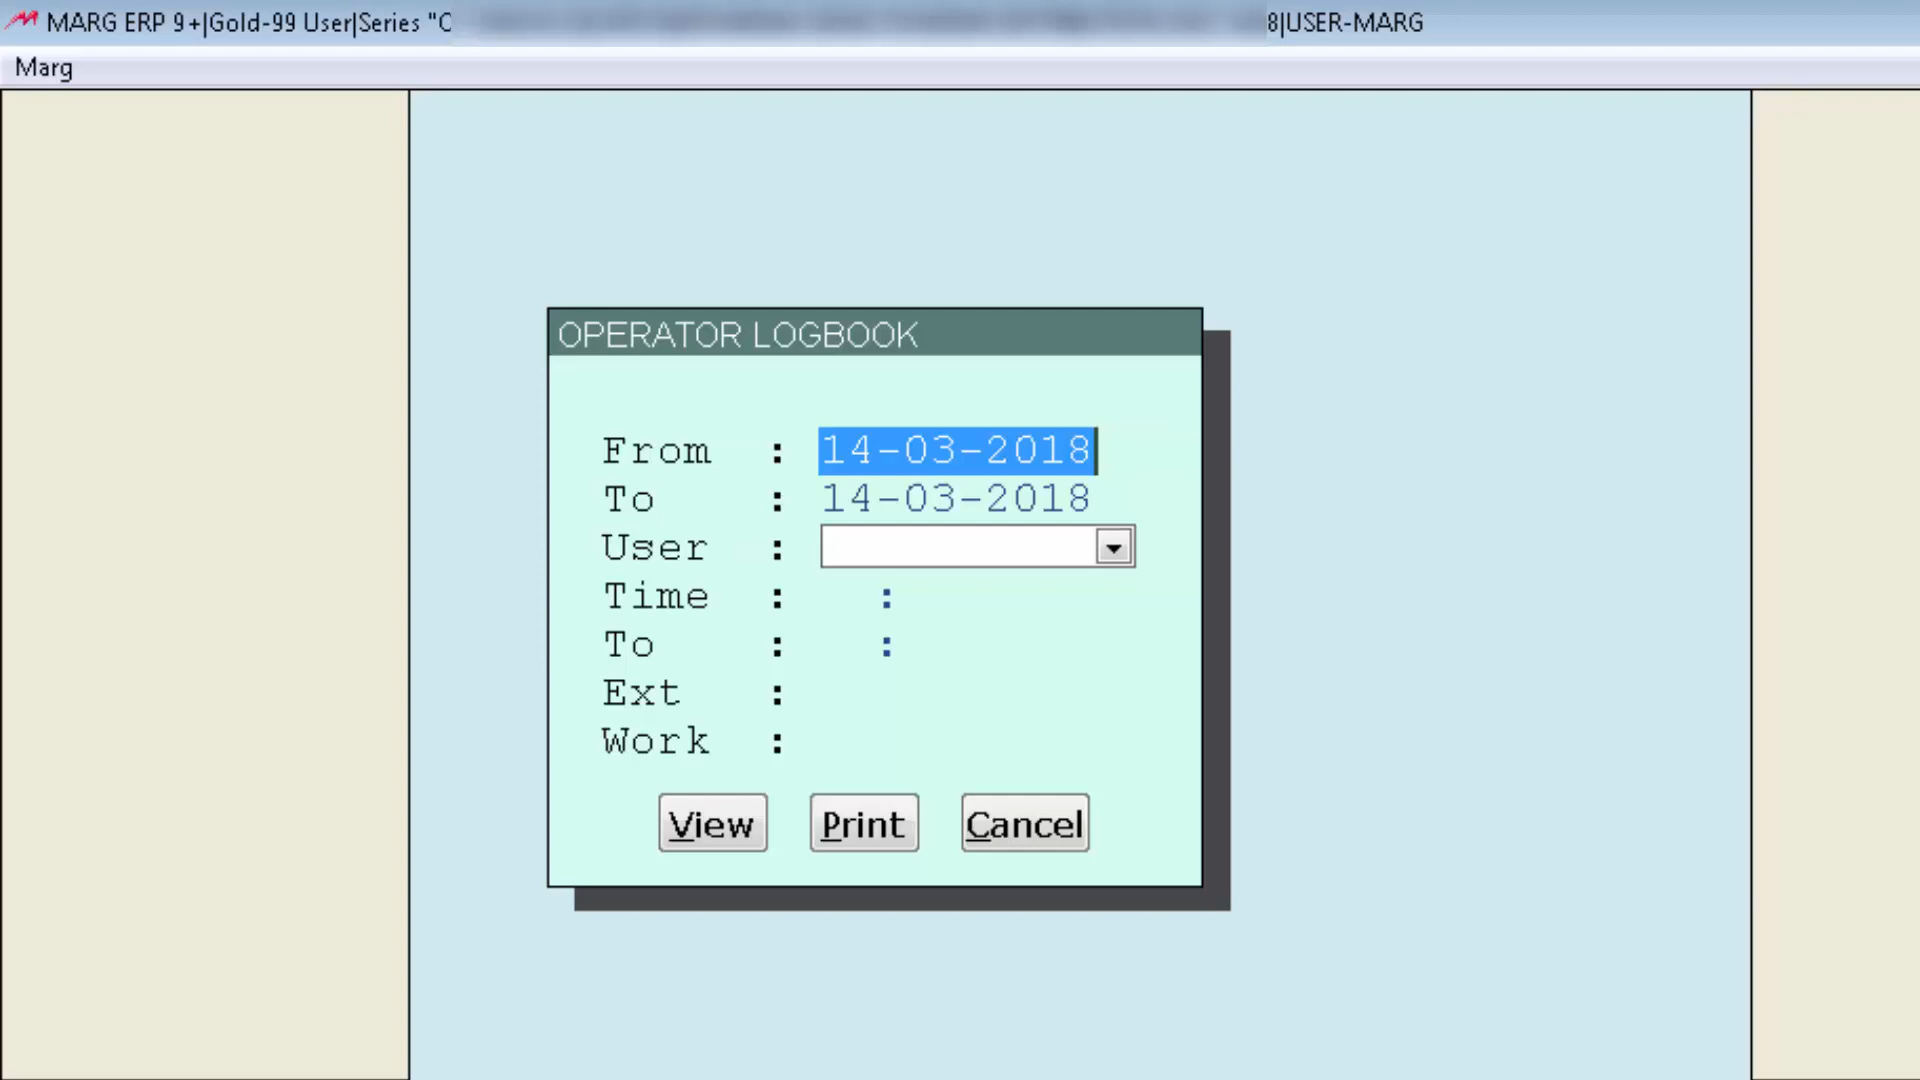 MARG ERP 9+|Gold-99 User|Series "C 8|USER-MARG
Marg
OPERATOR LOGBOOK
From : 14-03-2018
To : 14-03-2018
User :
Time : :
To : :
Ext :
Work :
View Print Cancel